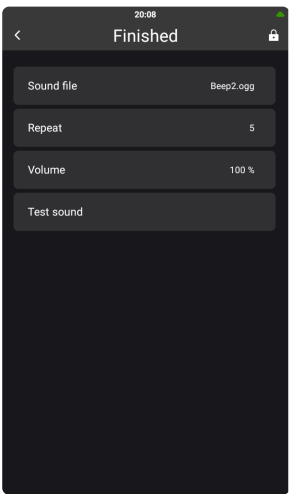 20:08
Finished
Sound file Beep2.ogg
Repeat 5
Volume 100 %
Test sound